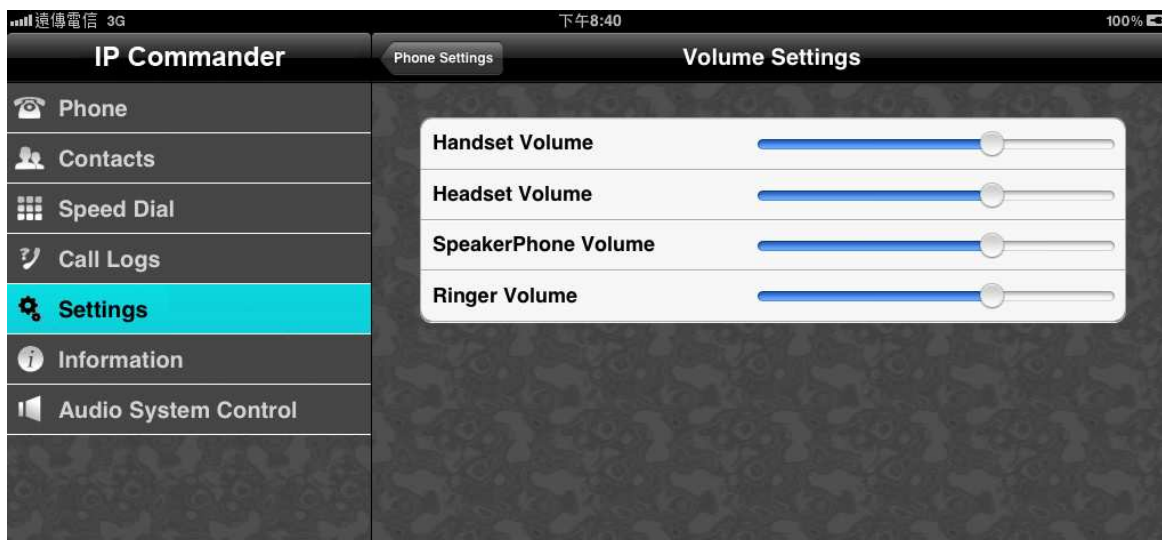 遠傳電信 3G 下午8:40 100%
IP Commander
Phone Settings Volume Settings
Phone
Contacts
Speed Dial
Call Logs
Settings
Information
Audio System Control
Handset Volume
Headset Volume
SpeakerPhone Volume
Ringer Volume